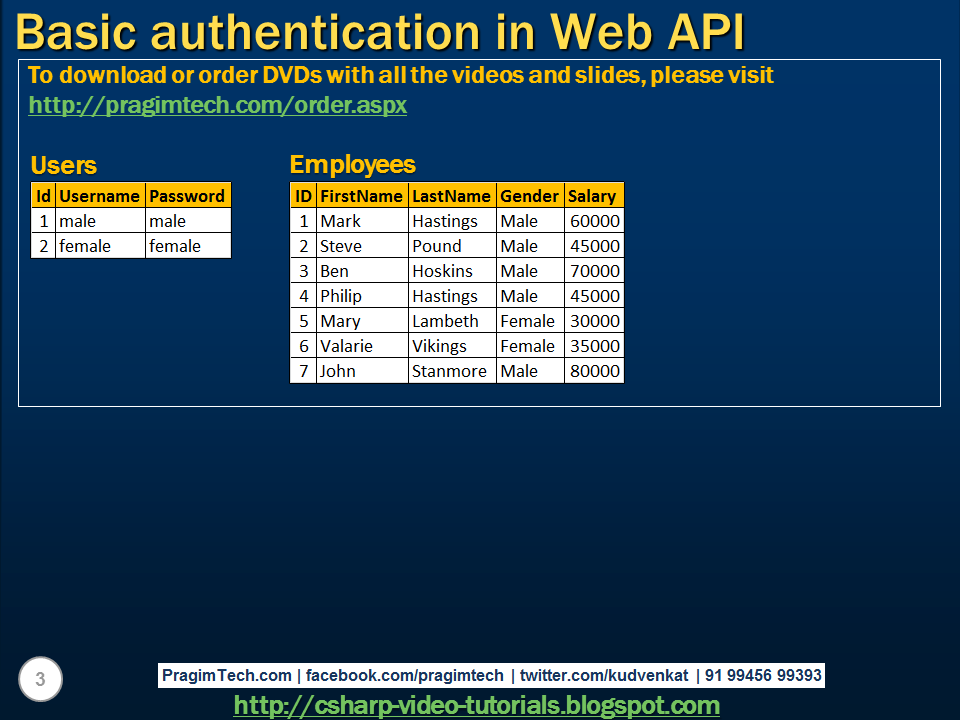 Basic authentication in Web API
To download or order DVDs with all the videos and slides, please visit
http://pragimtech.com/order.aspx
Users
Id Username Password
1 male male
2 female female
Employees
ID FirstName LastName Gender Salary
1 Mark Hastings Male 60000
2 Steve Pound Male 45000
3 Ben Hoskins Male 70000
4 Philip Hastings Male 45000
5 Mary Lambeth Female 30000
6 Valarie Vikings Female 35000
7 John Stanmore Male 80000
3
PragimTech.com | facebook.com/pragimtech | twitter.com/kudvenkat | 91 99456 99393
http://csharp-video-tutorials.blogspot.com